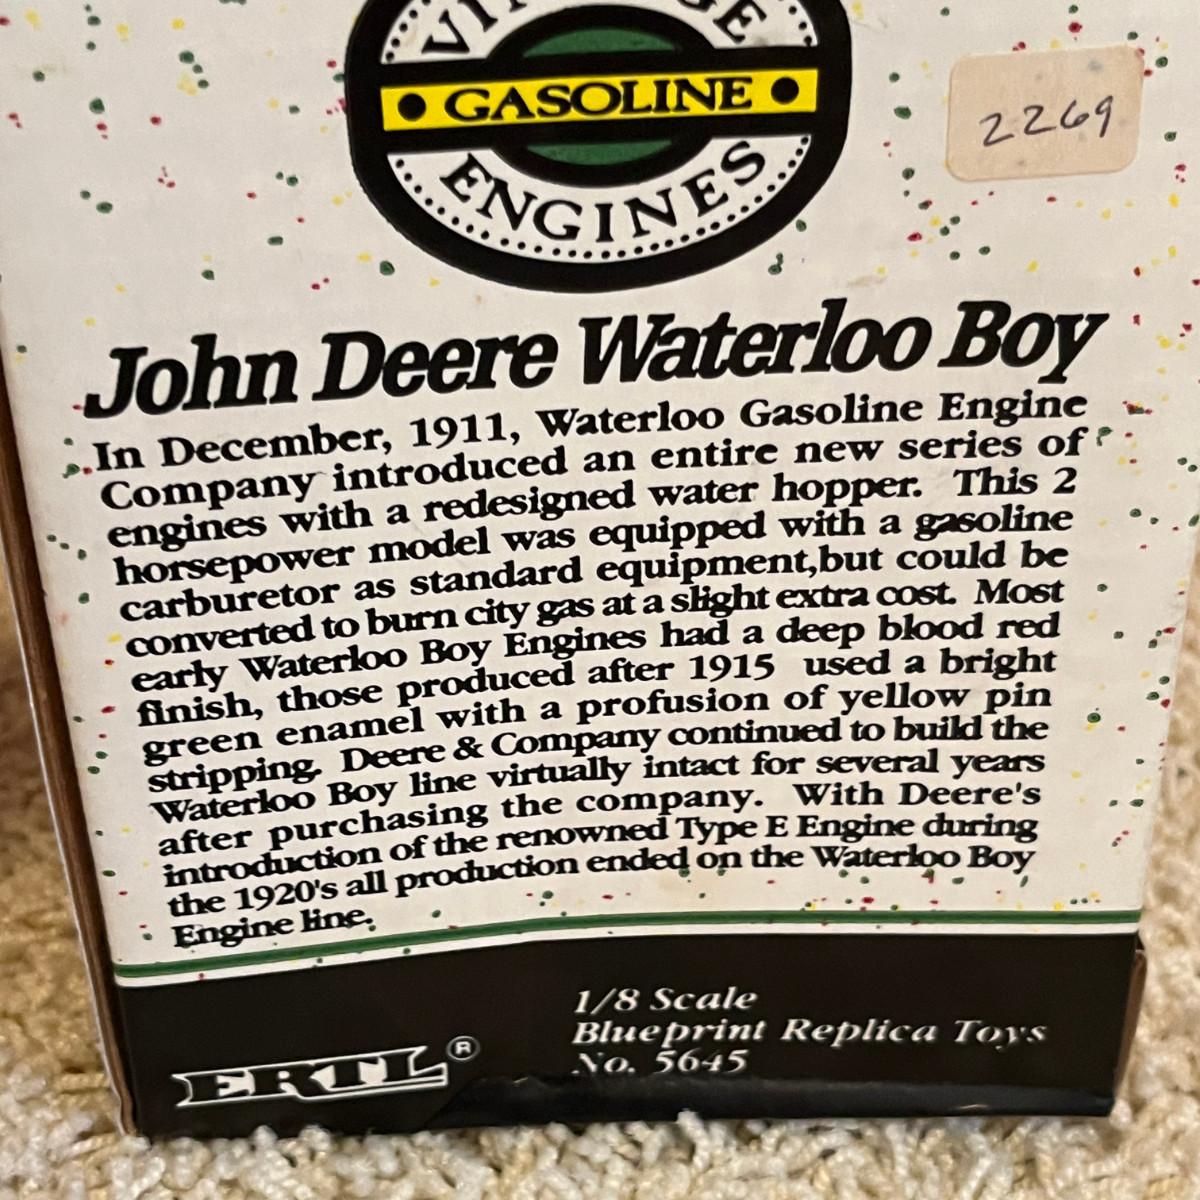 VINTAGE
• GASOLINE •
ENGINES
2269
John Deere Waterloo Boy
In December, 1911, Waterloo Gasoline Engine
Company introduced an entire new series of
engines with a redesigned water hopper. This 2
horsepower model was equipped with a gasoline
carburetor as standard equipment,but could be
converted to burn city gas at a slight extra cost. Most
early Waterloo Boy Engines had a deep blood red
finish, those produced after 1915 used a bright
green enamel with a profusion of yellow pin
stripping. Deere & Company continued to build the
Waterloo Boy line virtually intact for several years
after purchasing the company. With Deere's
introduction of the renowned Type E Engine during
the 1920's all production ended on the Waterloo Boy
Engine line.
1/8 Scale
Blueprint Replica Toys
No. 5645
ERTL®